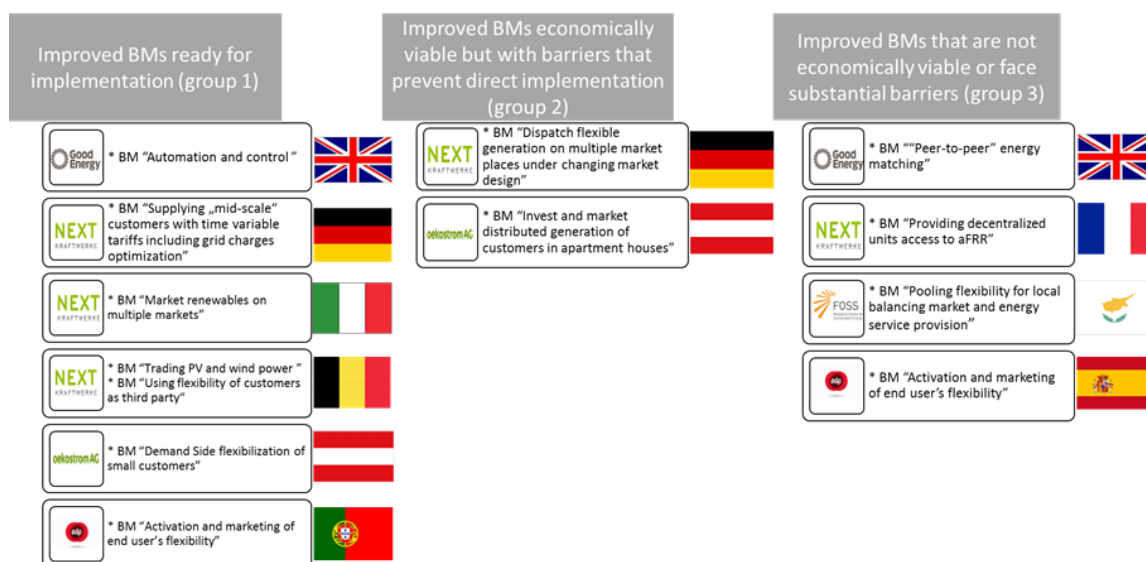 Improved BMs ready for
implementation (group 1)
Good
Energy
* BM “Automation and control ”
NEXT
KRAFTWERKE
* BM “Supplying „mid-scale“
customers with time variable
tariffs including grid charges
optimization”
NEXT
KRAFTWERKE
* BM “Market renewables on
multiple markets”
NEXT
KRAFTWERKE
* BM “Trading PV and wind power ”
* BM “Using flexibility of customers
as third party“
oekostrom AG
* BM “Demand Side flexibilization of
small customers”
edp
* BM “Activation and marketing of
end user’s flexibility”
Improved BMs economically
viable but with barriers that
prevent direct implementation
(group 2)
NEXT
KRAFTWERKE
* BM “Dispatch flexible
generation on multiple market
places under changing market
design”
oekostrom AG
* BM “Invest and market
distributed generation of
customers in apartment houses”
Improved BMs that are not
economically viable or face
substantial barriers (group 3)
Good
Energy
* BM ““Peer-to-peer” energy
matching”
NEXT
KRAFTWERKE
* BM “Providing decentralized
units access to aFRR”
FOSS
* BM “Pooling flexibility for local
balancing market and energy
service provision”
edp
* BM “Activation and marketing
of end user’s flexibility”